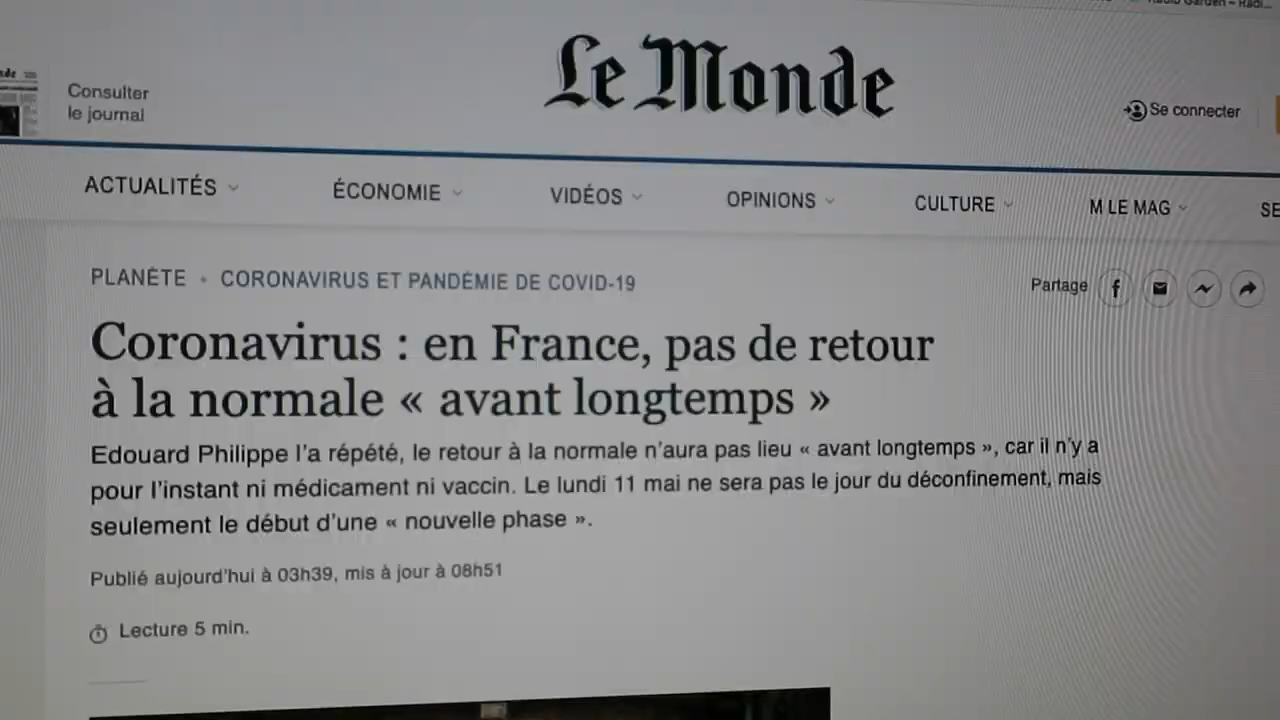 Consulter
le journal
Le Monde
Se connecter
ACTUALITÉS
ÉCONOMIE
VIDÉOS
OPINIONS
CULTURE
M LE MAG
SE
PLANÈTE • CORONAVIRUS ET PANDÉMIE DE COVID-19
Partage
Coronavirus : en France, pas de retour
à la normale « avant longtemps »
Edouard Philippe l'a répété, le retour à la normale n'aura pas lieu « avant longtemps », car il n'y a
pour l'instant ni médicament ni vaccin. Le lundi 11 mai ne sera pas le jour du déconfinement, mais
seulement le début d'une « nouvelle phase ».
Publié aujourd'hui à 03h39, mis à jour à 08h51
Lecture 5 min.